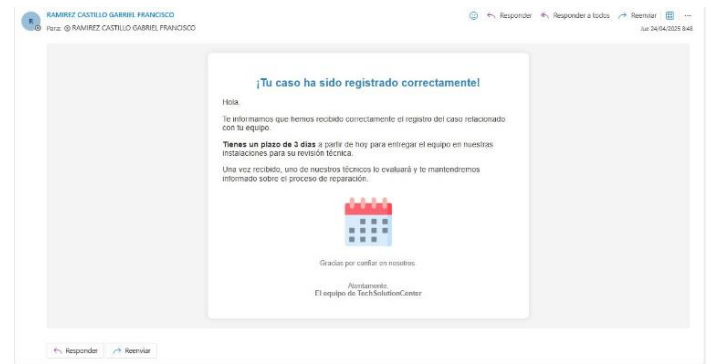 RAMIREZ CASTILLO GABRIEL FRANCISCO
Responder
Responder a todos
Reenviar
R
Para: RAMIREZ CASTILLO GABRIEL FRANCISCO
Jue 24/04/2025 8:48
¡Tu caso ha sido registrado correctamente!
Hola,
Te informamos que hemos recibido correctamente el registro del caso relacionado
con tu equipo.
Tienes un plazo de 3 días a partir de hoy para entregar el equipo en nuestras
instalaciones para su revisión técnica.
Una vez recibido, uno de nuestros técnicos lo evaluará y te mantendremos
informado sobre el proceso de reparación.
Gracias por confiar en nosotros.
Atentamente,
El equipo de TechSolutionCenter
Responder
Reenviar